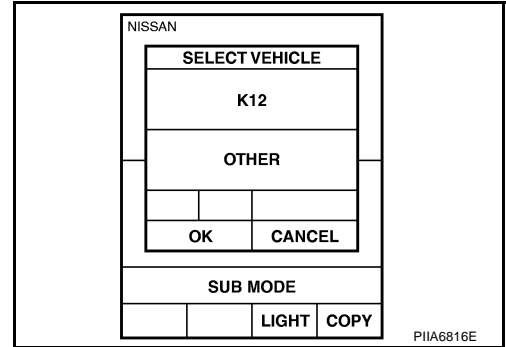 NISSAN
SELECT VEHICLE
K12
OTHER
OK CANCEL
SUB MODE
LIGHT COPY
PIIA6816E